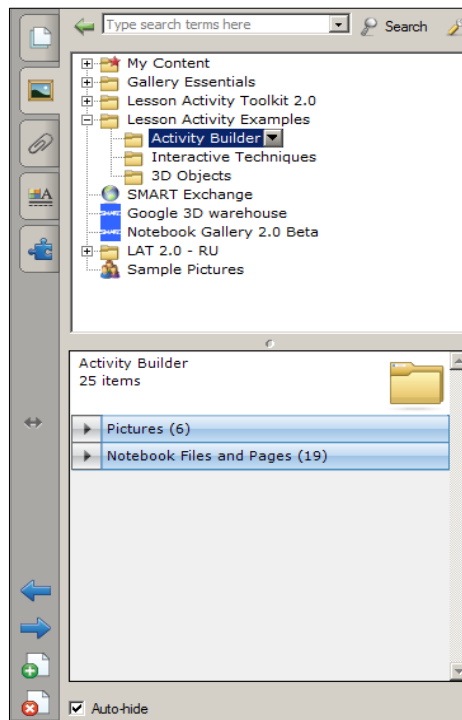 Type search terms here
Search
My Content
Gallery Essentials
Lesson Activity Toolkit 2.0
Lesson Activity Examples
Activity Builder
Interactive Techniques
3D Objects
SMART Exchange
Google 3D warehouse
Notebook Gallery 2.0 Beta
LAT 2.0 - RU
Sample Pictures
Activity Builder
25 items
Pictures (6)
Notebook Files and Pages (19)
Auto-hide